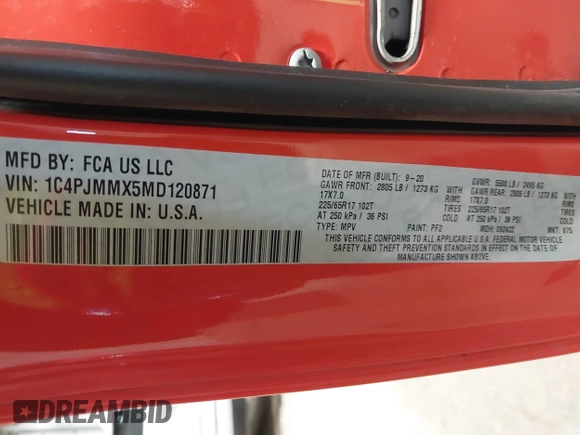 MFD BY: FCA US LLC
VIN: 1C4PJMMX5MD120871
VEHICLE MADE IN: U.S.A.
DATE OF MFR (BUILT): 9-20 GVWR: 5500 LB / 2495 KG
GAWR FRONT: 2805 LB / 1273 KG WITH GAWR REAR: 2805 LB / 1273 KG WITH
17X7.0 RIMS 17X7.0 RIMS
225/65R17 102T TIRES 225/65R17 102T TIRES
AT 250 kPa / 36 PSI COLD AT 250 kPa / 36 PSI COLD
TYPE: MPV PAINT: PF2 MDH: 092422 MKT: 875
THIS VEHICLE CONFORMS TO ALL APPLICABLE U.S.A. FEDERAL MOTOR VEHICLE
SAFETY AND THEFT PREVENTION STANDARDS IN EFFECT ON THE DATE OF
MANUFACTURE SHOWN ABOVE.
DREAMBID